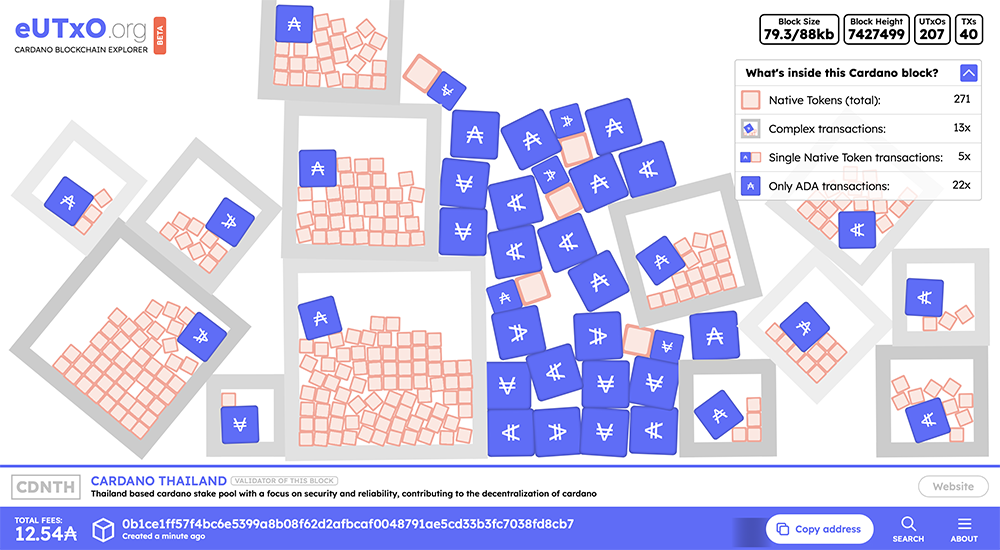 eUTxO.org
BETA
CARDANO BLOCKCHAIN EXPLORER
Block Size
79.3/88kb
Block Height
7427499
UTxOs
207
TXs
40
What's inside this Cardano block?
Native Tokens (total): 271
Complex transactions: 13x
Single Native Token transactions: 5x
Only ADA transactions: 22x
CDNTH
CARDANO THAILAND VALIDATOR OF THIS BLOCK
Thailand based cardano stake pool with a focus on security and reliability, contributing to the decentralization of cardano
Website
TOTAL FEES:
12.54₳
0b1ce1ff57f4bc6e5399a8b08f62d2afbcaf0048791ae5cd33b3fc7038fd8cb7
Created a minute ago
Copy address
SEARCH
ABOUT